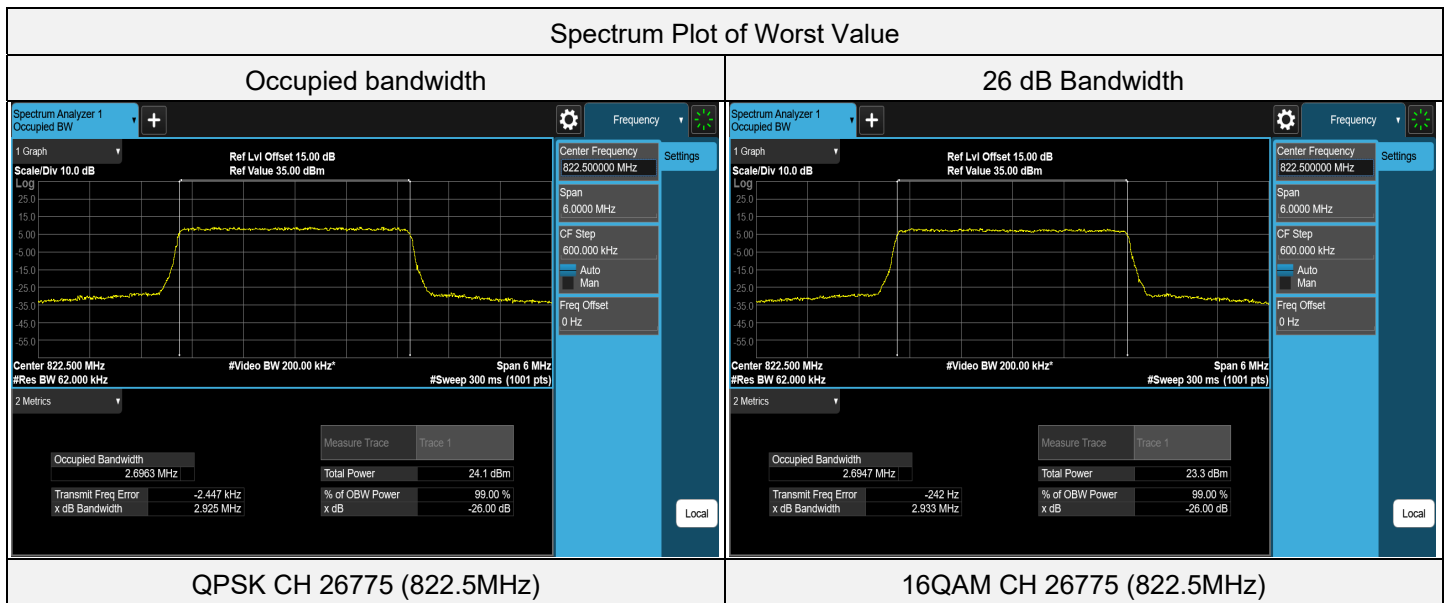 Spectrum Plot of Worst Value
Occupied bandwidth
26 dB Bandwidth
Spectrum Analyzer 1
Occupied BW
+
Frequency
1 Graph
Ref Lvl Offset 15.00 dB
Scale/Div 10.0 dB
Ref Value 35.00 dBm
Log
25.0
15.0
5.00
-5.00
-15.0
-25.0
-35.0
-45.0
-55.0
Center 822.500 MHz
#Video BW 200.00 kHz*
Span 6 MHz
#Res BW 62.000 kHz
#Sweep 300 ms (1001 pts)
Center Frequency
822.500000 MHz
Settings
Span
6.0000 MHz
CF Step
600.000 kHz
Auto
Man
Freq Offset
0 Hz
2 Metrics
Measure Trace Trace 1
Occupied Bandwidth
2.6963 MHz
Total Power 24.1 dBm
Transmit Freq Error -2.447 kHz
% of OBW Power 99.00 %
x dB Bandwidth 2.925 MHz
x dB -26.00 dB
Local
Spectrum Analyzer 1
Occupied BW
+
Frequency
1 Graph
Ref Lvl Offset 15.00 dB
Scale/Div 10.0 dB
Ref Value 35.00 dBm
Log
25.0
15.0
5.00
-5.00
-15.0
-25.0
-35.0
-45.0
-55.0
Center 822.500 MHz
#Video BW 200.00 kHz*
Span 6 MHz
#Res BW 62.000 kHz
#Sweep 300 ms (1001 pts)
Center Frequency
822.500000 MHz
Settings
Span
6.0000 MHz
CF Step
600.000 kHz
Auto
Man
Freq Offset
0 Hz
2 Metrics
Measure Trace Trace 1
Occupied Bandwidth
2.6947 MHz
Total Power 23.3 dBm
Transmit Freq Error -242 Hz
% of OBW Power 99.00 %
x dB Bandwidth 2.933 MHz
x dB -26.00 dB
Local
QPSK CH 26775 (822.5MHz)
16QAM CH 26775 (822.5MHz)